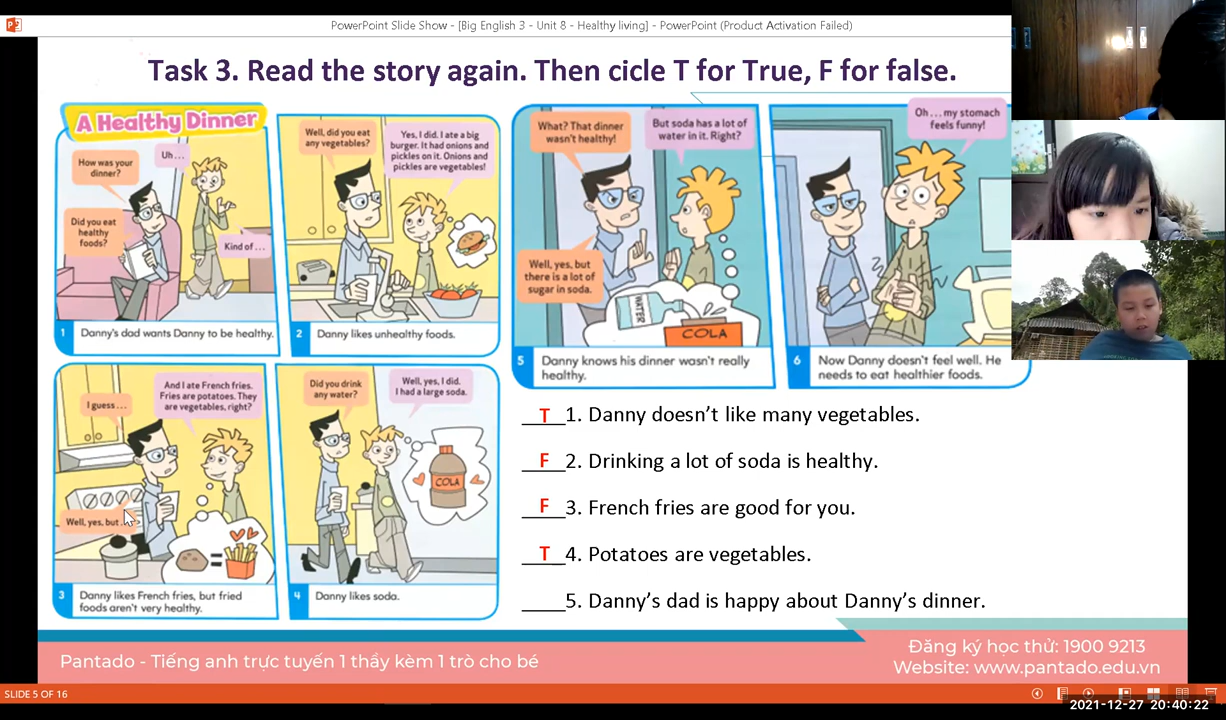 PowerPoint Slide Show - [Big English 3 - Unit 8 - Healthy living] - PowerPoint (Product Activation Failed)
Task 3. Read the story again. Then cicle T for True, F for false.
A Healthy Dinner
How was your
dinner?
Uh...
Did you eat
healthy
foods?
Kind of...
1 Danny's dad wants Danny to be healthy.
Well, did you eat
any vegetables?
Yes, I did. I ate a big
burger. It had onions and
pickles on it. Onions and
pickles are vegetables!
2 Danny likes unhealthy foods.
I guess...
And I ate French fries.
Fries are potatoes. They
are vegetables, right?
Well, yes, but...
3 Danny likes French fries, but fried
foods aren't very healthy.
Did you drink
any water?
Well, yes, I did.
I had a large soda.
COLA
4 Danny likes soda.
What? That dinner
wasn't healthy!
But soda has a lot of
water in it. Right?
Well, yes, but
there is a lot of
sugar in soda.
WATER
COLA
5 Danny knows his dinner wasn't really
healthy.
Oh...my stomach
feels funny!
6 Now Danny doesn't feel well. He
needs to eat healthier foods.
T 1. Danny doesn't like many vegetables.
F 2. Drinking a lot of soda is healthy.
F 3. French fries are good for you.
T 4. Potatoes are vegetables.
____5. Danny's dad is happy about Danny's dinner.
Pantado - Tiếng anh trực tuyến 1 thầy kèm 1 trò cho bé
Đăng ký học thử: 1900 9213
Website: www.pantado.edu.vn
SLIDE 5 OF 16
2021-12-27 20:40:22